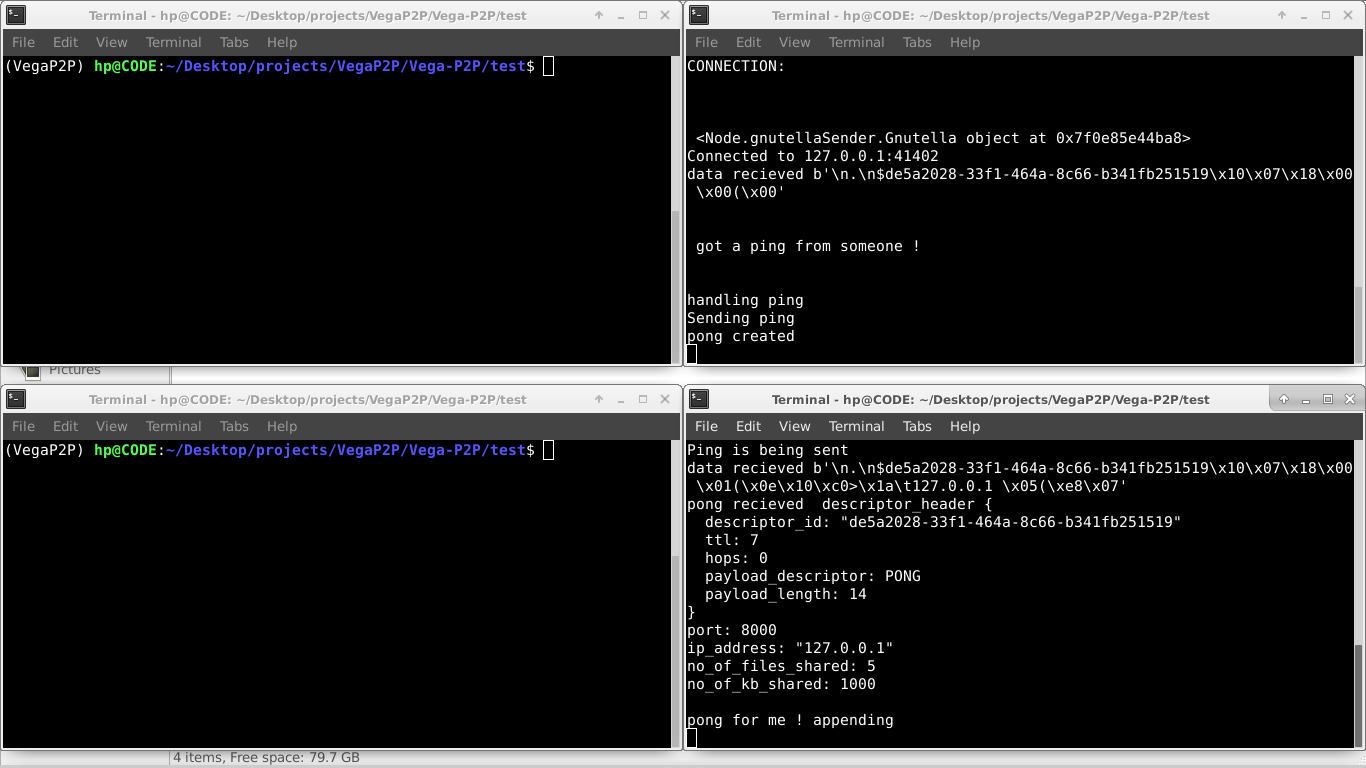 Terminal - hp@CODE: ~/Desktop/projects/VegaP2P/Vega-P2P/test
File Edit View Terminal Tabs Help
(VegaP2P) hp@CODE:~/Desktop/projects/VegaP2P/Vega-P2P/test$
Terminal - hp@CODE: ~/Desktop/projects/VegaP2P/Vega-P2P/test
File Edit View Terminal Tabs Help
CONNECTION:
<Node.gnutellaSender.Gnutella object at 0x7f0e85e44ba8>
Connected to 127.0.0.1:41402
data recieved b'\n.\n$de5a2028-33f1-464a-8c66-b341fb251519\x10\x07\x18\x00
\x00(\x00'
got a ping from someone !
handling ping
Sending ping
pong created
Pictures
Terminal - hp@CODE: ~/Desktop/projects/VegaP2P/Vega-P2P/test
File Edit View Terminal Tabs Help
(VegaP2P) hp@CODE:~/Desktop/projects/VegaP2P/Vega-P2P/test$
Terminal - hp@CODE: ~/Desktop/projects/VegaP2P/Vega-P2P/test
File Edit View Terminal Tabs Help
Ping is being sent
data recieved b'\n.\n$de5a2028-33f1-464a-8c66-b341fb251519\x10\x07\x18\x00
\x01(\x0e\x10\xc0>\x1a\t127.0.0.1 \x05(\xe8\x07'
pong recieved  descriptor_header {
descriptor_id: "de5a2028-33f1-464a-8c66-b341fb251519"
ttl: 7
hops: 0
payload_descriptor: PONG
payload_length: 14
}
port: 8000
ip_address: "127.0.0.1"
no_of_files_shared: 5
no_of_kb_shared: 1000
pong for me ! appending
4 items, Free space: 79.7 GB